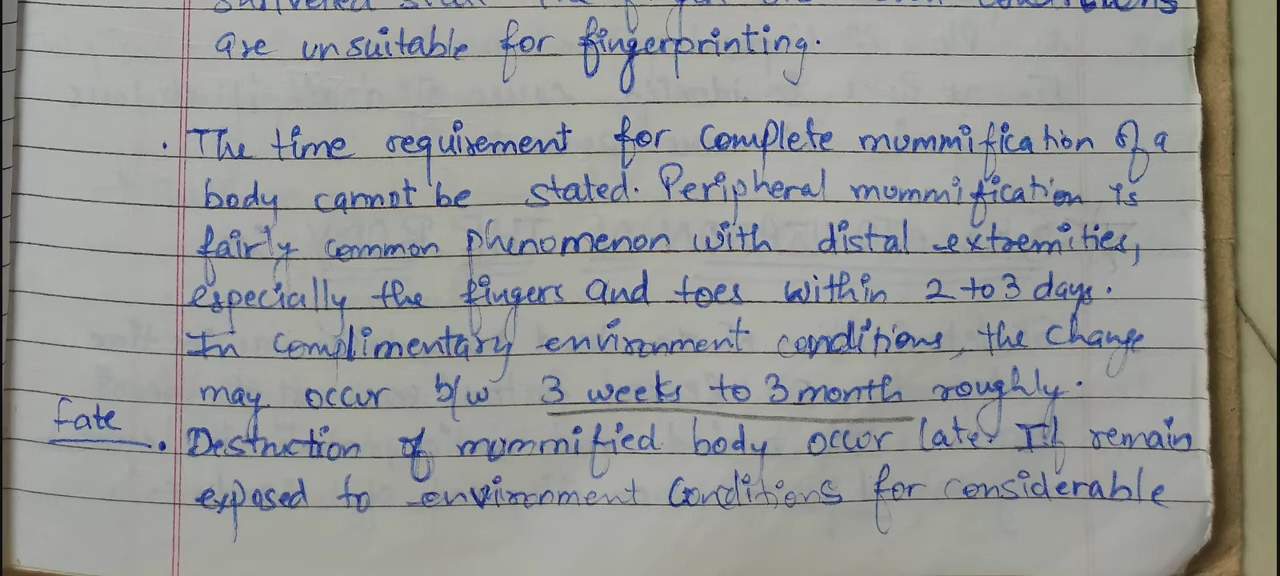 are unsuitable for fingerprinting.
. The time requirement for complete mummification of a
body cannot be stated. Peripheral mummification is
fairly common phenomenon with distal extremities,
especially the fingers and toes within 2 to 3 days.
In complimentary environment conditions, the change
may occur b/w 3 weeks to 3 month roughly.
Fate
. Destruction of mummified body occur later If remain
exposed to environment Conditions for considerable